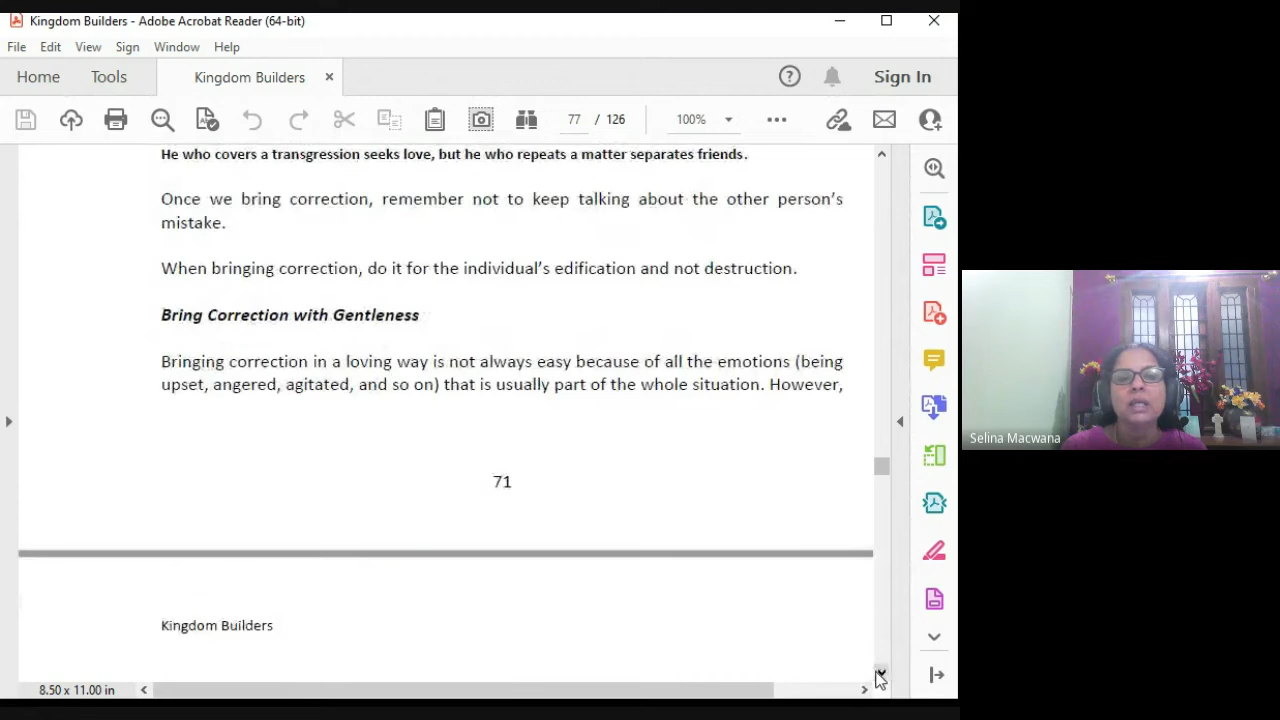 Kingdom Builders - Adobe Acrobat Reader (64-bit)
File Edit View Sign Window Help
Home Tools Kingdom Builders × Sign In
77 / 126 100%
He who covers a transgression seeks love, but he who repeats a matter separates friends.
Once we bring correction, remember not to keep talking about the other person's
mistake.
When bringing correction, do it for the individual's edification and not destruction.
Bring Correction with Gentleness
Bringing correction in a loving way is not always easy because of all the emotions (being
upset, angered, agitated, and so on) that is usually part of the whole situation. However,
71
Kingdom Builders
8.50 x 11.00 in
Selina Macwana